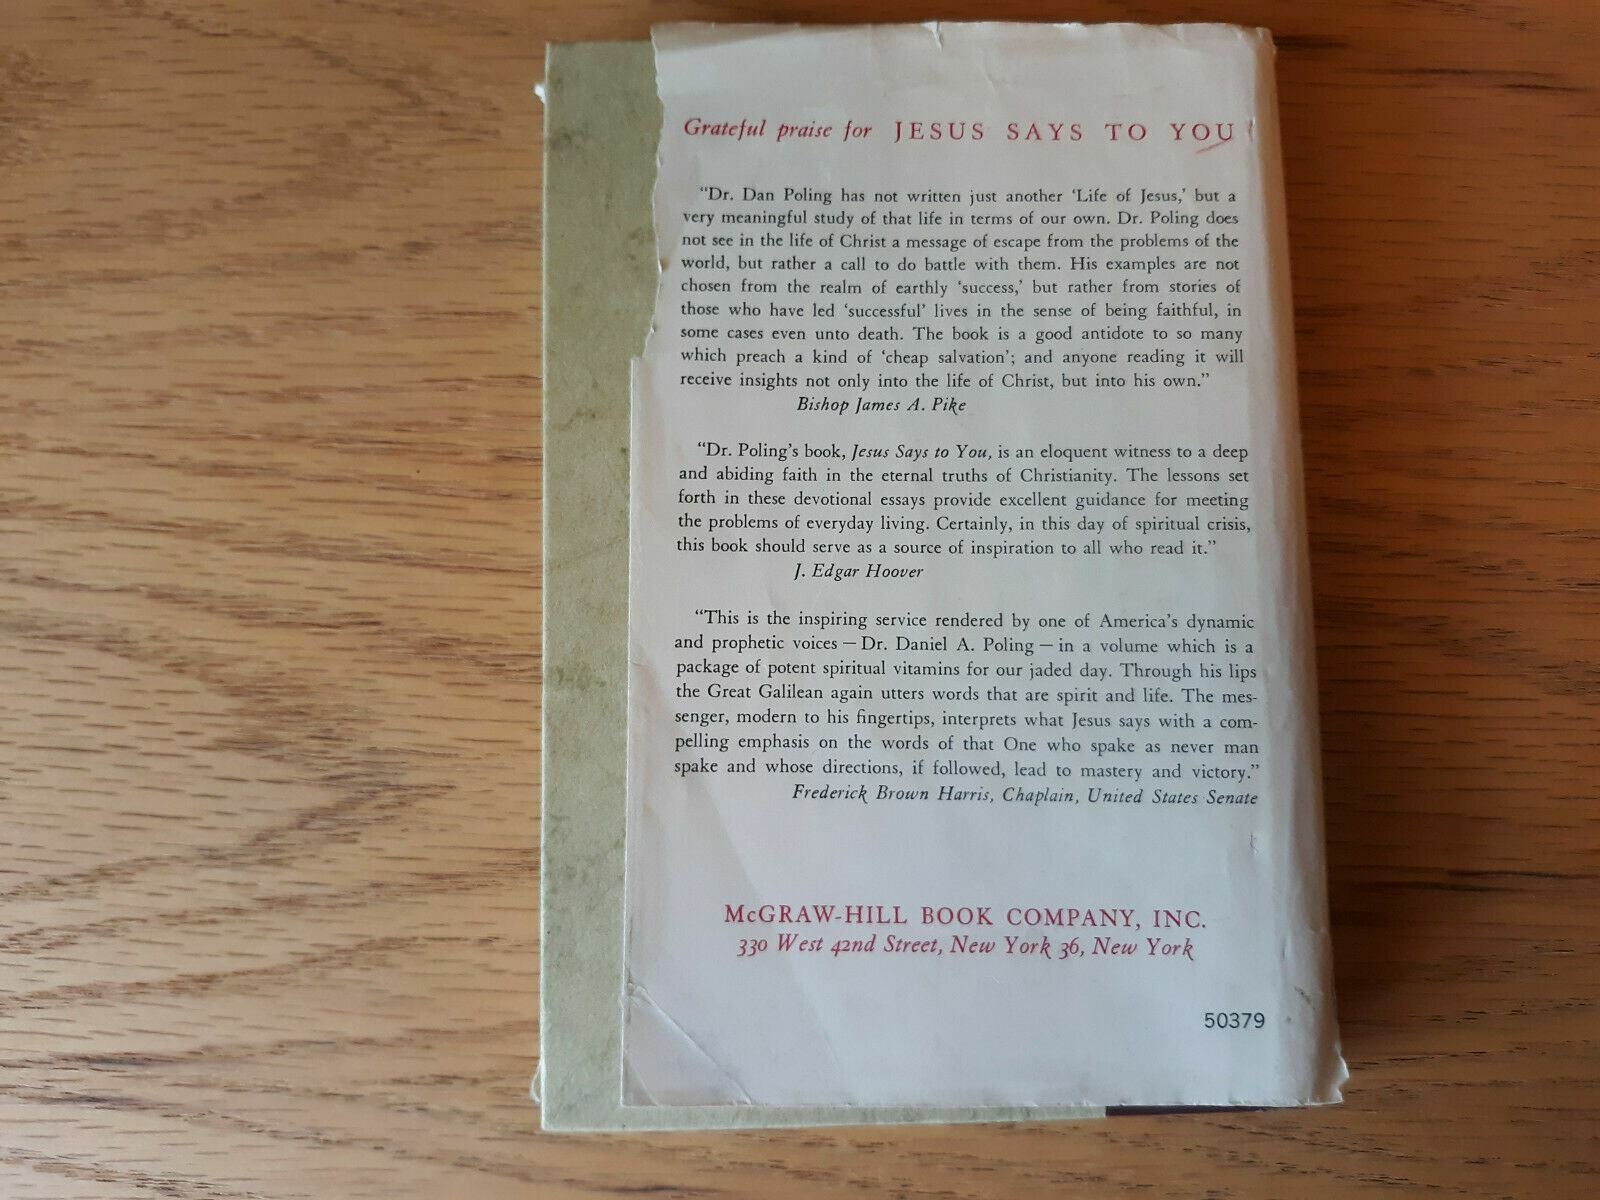 Grateful praise for JESUS SAYS TO YOU
“Dr. Dan Poling has not written just another ‘Life of Jesus,’ but a
very meaningful study of that life in terms of our own. Dr. Poling does
not see in the life of Christ a message of escape from the problems of the
world, but rather a call to do battle with them. His examples are not
chosen from the realm of earthly ‘success,’ but rather from stories of
those who have led ‘successful’ lives in the sense of being faithful, in
some cases even unto death. The book is a good antidote to so many
which preach a kind of ‘cheap salvation’; and anyone reading it will
receive insights not only into the life of Christ, but into his own.”
Bishop James A. Pike
“Dr. Poling’s book, Jesus Says to You, is an eloquent witness to a deep
and abiding faith in the eternal truths of Christianity. The lessons set
forth in these devotional essays provide excellent guidance for meeting
the problems of everyday living. Certainly, in this day of spiritual crisis,
this book should serve as a source of inspiration to all who read it.”
J. Edgar Hoover
“This is the inspiring service rendered by one of America’s dynamic
and prophetic voices — Dr. Daniel A. Poling — in a volume which is a
package of potent spiritual vitamins for our jaded day. Through his lips
the Great Galilean again utters words that are spirit and life. The mes-
senger, modern to his fingertips, interprets what Jesus says with a com-
pelling emphasis on the words of that One who spake as never man
spake and whose directions, if followed, lead to mastery and victory.”
Frederick Brown Harris, Chaplain, United States Senate
McGRAW-HILL BOOK COMPANY, INC.
330 West 42nd Street, New York 36, New York
50379